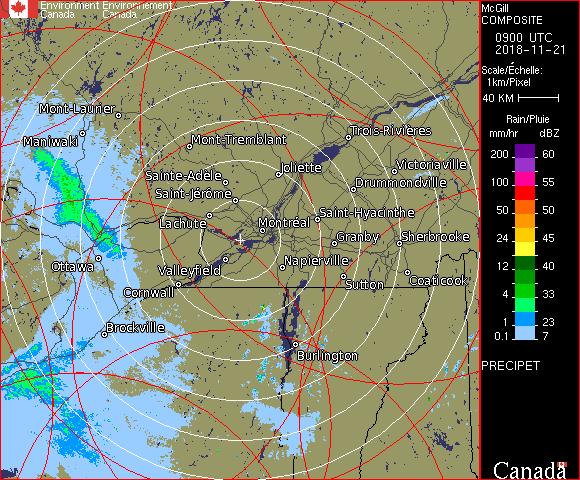 Environment Environnement
Canada Canada
McGill
COMPOSITE
0900 UTC
2018-11-21
Scale/Échelle:
1km/Pixel
40 KM
Rain/Pluie
mm/hr dBZ
200 60
100 55
50 50
24 45
12 40
4 33
1 23
0.1 7
PRECIPET
Canada
Mont-Laurier
Maniwaki
Mont-Tremblant
Trois-Rivières
Sainte-Adèle
Joliette
Victoriaville
Saint-Jérôme
Drummondville
Lachute
Montréal
Saint-Hyacinthe
Granby
Sherbrooke
Ottawa
Valleyfield
Napierville
Cornwall
Sutton
Coaticook
Brockville
Burlington